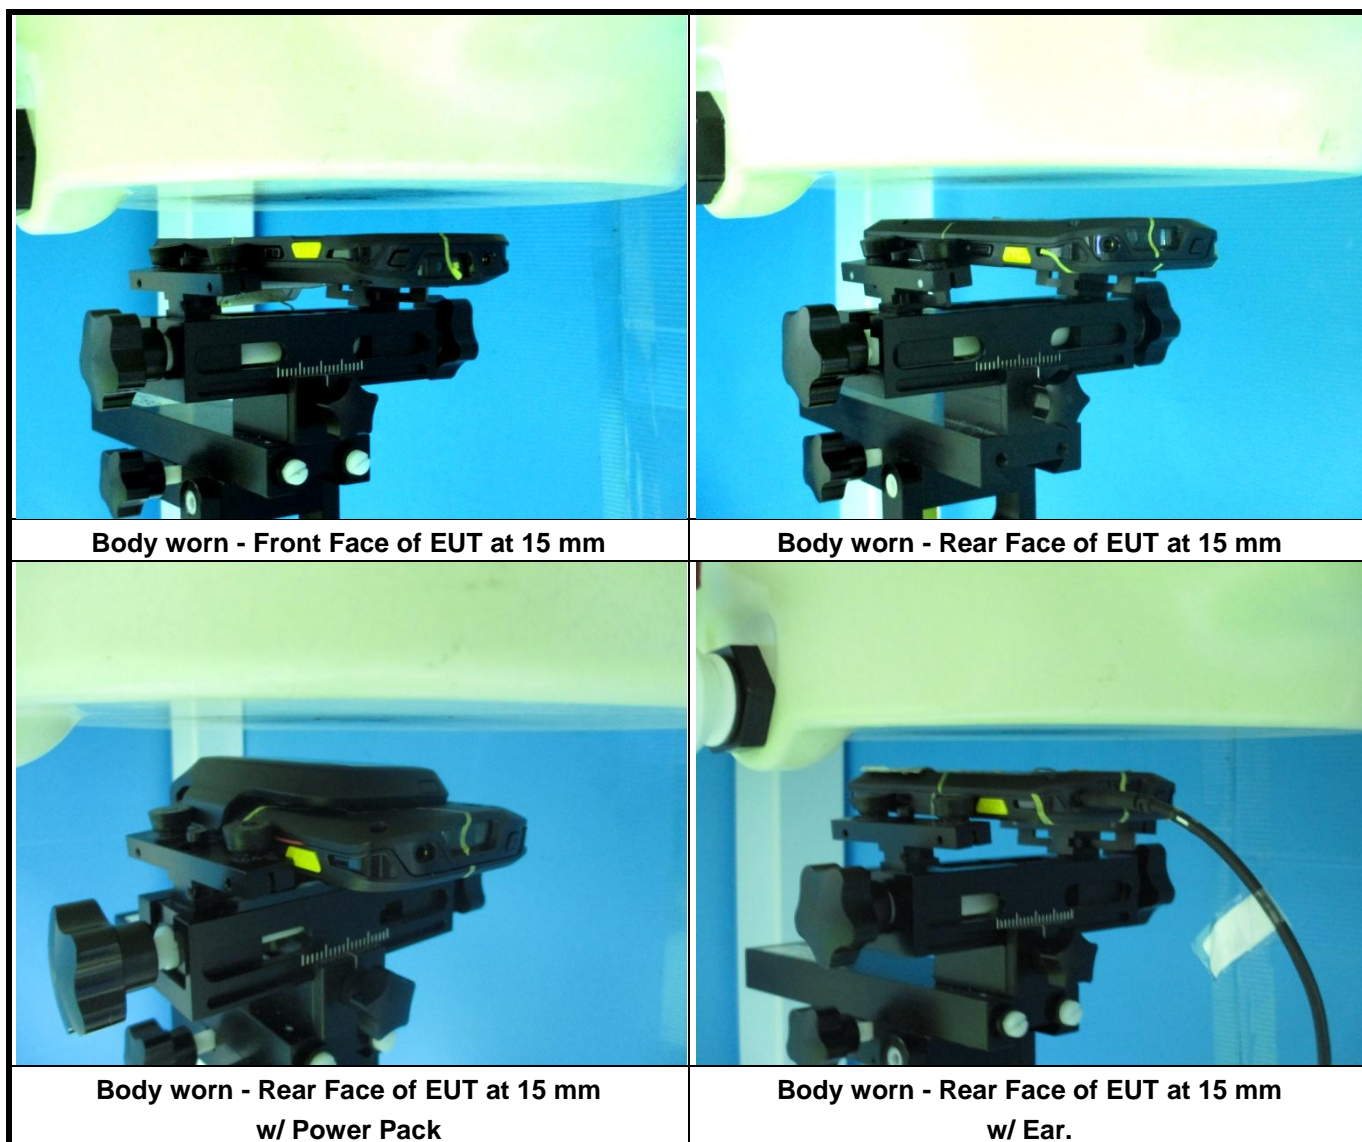 Body worn - Front Face of EUT at 15 mm
Body worn - Rear Face of EUT at 15 mm
Body worn - Rear Face of EUT at 15 mm
w/ Power Pack
Body worn - Rear Face of EUT at 15 mm
w/ Ear.